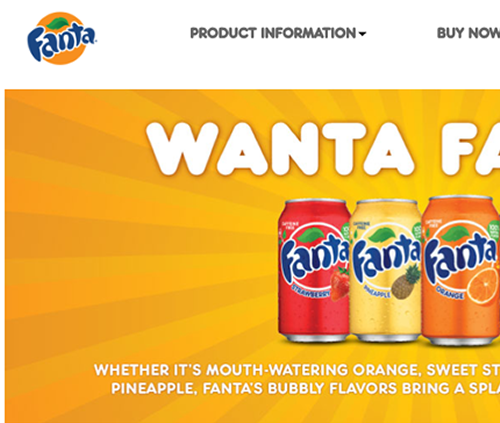 Fanta
PRODUCT INFORMATION
BUY NOW
WANTA FA
CAFFEINE FREE
CAFFEINE FREE
CAFFEINE FREE
Fanta
Fanta
Fanta
STRAWBERRY
PINEAPPLE
ORANGE
WHETHER IT'S MOUTH-WATERING ORANGE, SWEET ST
PINEAPPLE, FANTA'S BUBBLY FLAVORS BRING A SPLA